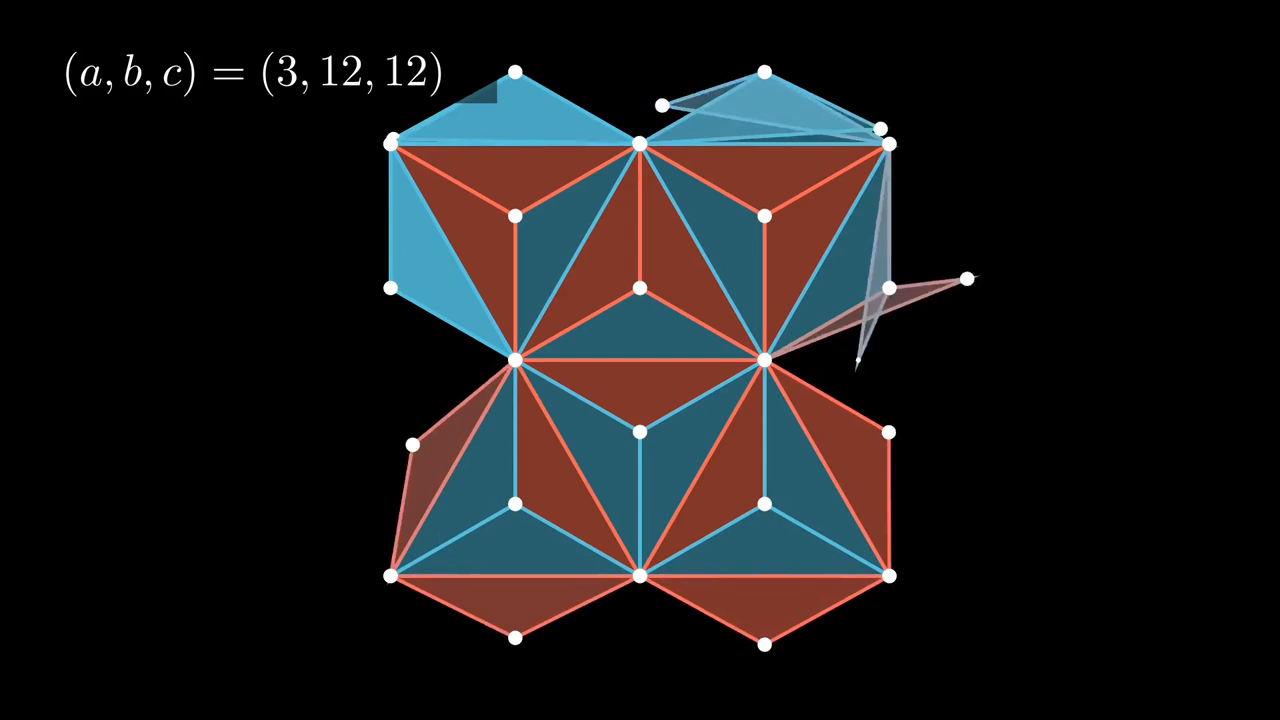 (a, b, c) = (3, 12, 12)